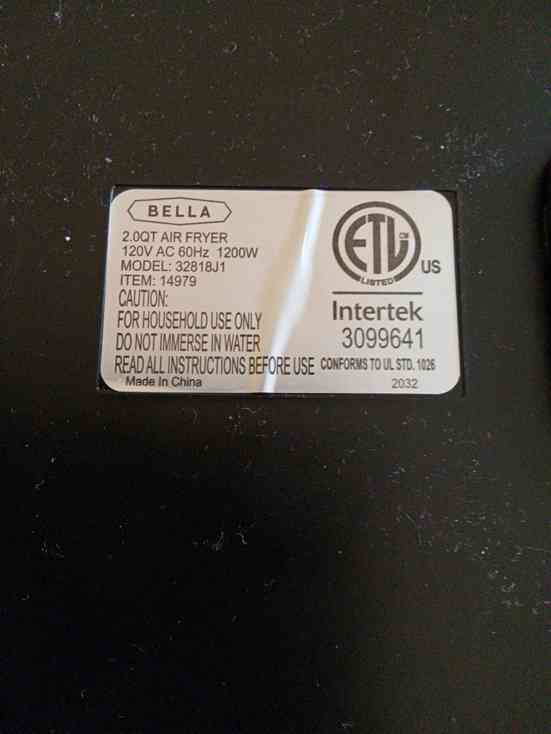 BELLA
2.0QT AIR FRYER
120V AC 60Hz 1200W
MODEL: 32818J1
ITEM: 14979
CAUTION:
FOR HOUSEHOLD USE ONLY
DO NOT IMMERSE IN WATER
READ ALL INSTRUCTIONS BEFORE USE
Made In China
ETL
CM
LISTED
US
Intertek
3099641
CONFORMS TO UL STD. 1026
2032